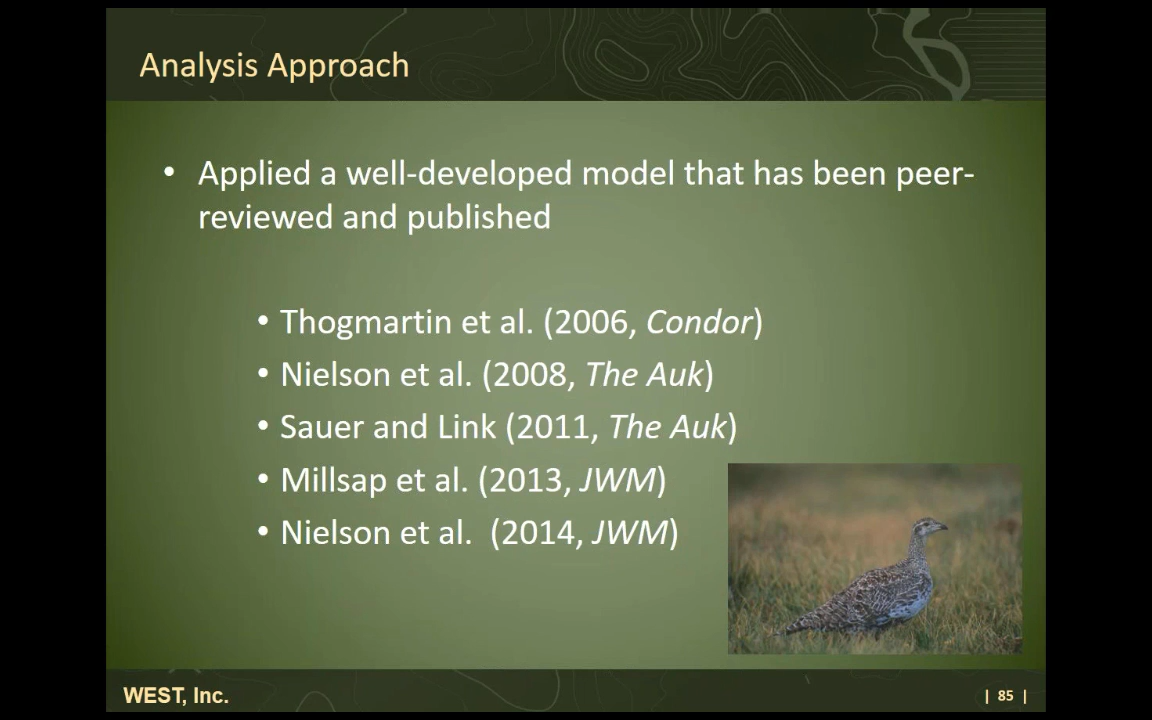 Analysis Approach
• Applied a well-developed model that has been peer-
reviewed and published
• Thogmartin et al. (2006, Condor)
• Nielson et al. (2008, The Auk)
• Sauer and Link (2011, The Auk)
• Millsap et al. (2013, JWM)
• Nielson et al.  (2014, JWM)
WEST, Inc.
| 85 |